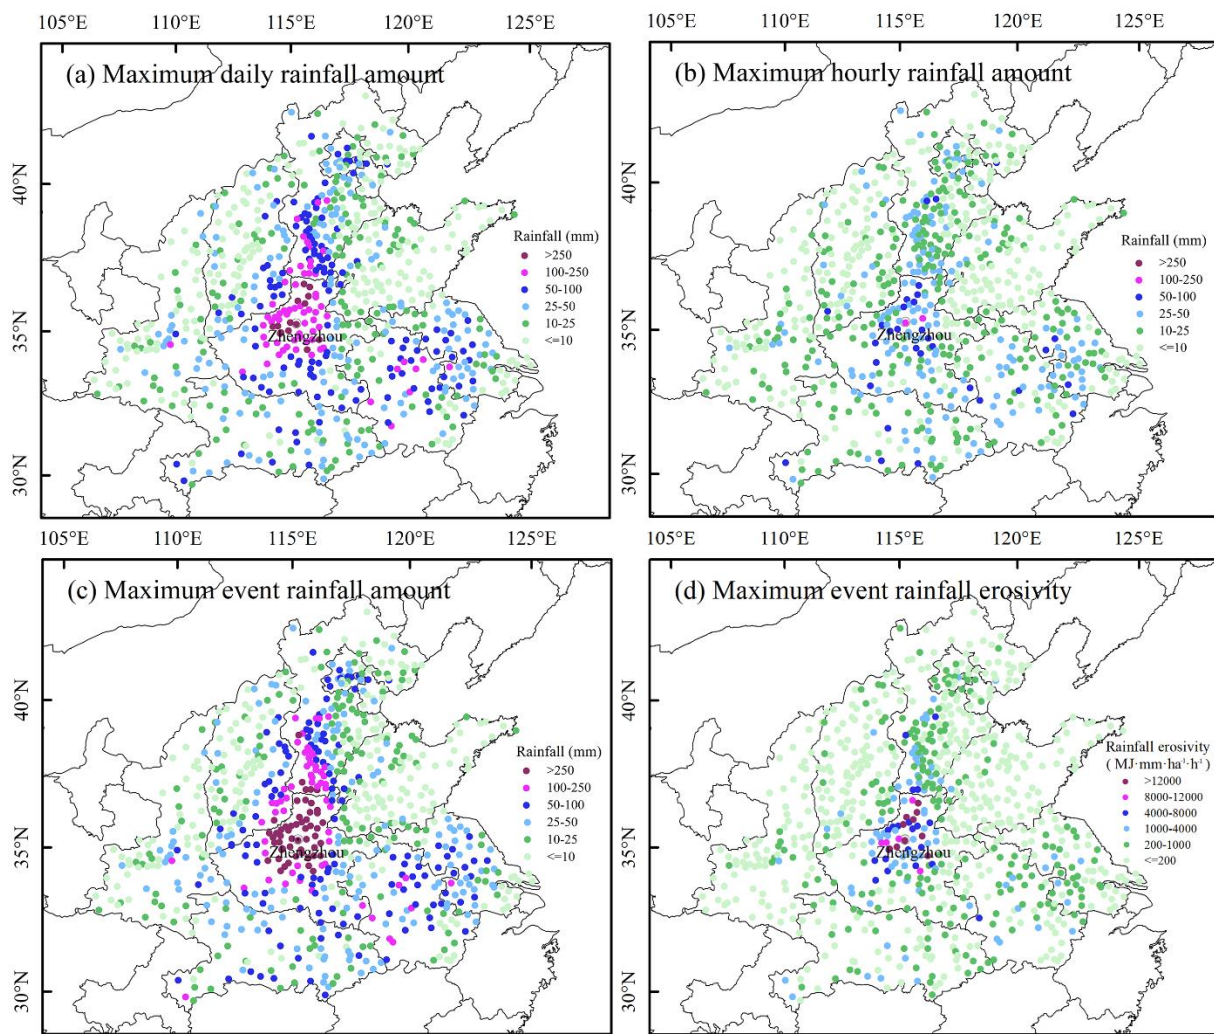 105°E 110°E 115°E 120°E 125°E
105°E 110°E 115°E 120°E 125°E
(a) Maximum daily rainfall amount
40°N
35°N
30°N
Rainfall (mm)
>250
100-250
50-100
25-50
10-25
<=10
Zhengzhou
(b) Maximum hourly rainfall amount
40°N
35°N
30°N
Rainfall (mm)
>250
100-250
50-100
25-50
10-25
<=10
Zhengzhou
105°E 110°E 115°E 120°E 125°E
105°E 110°E 115°E 120°E 125°E
(c) Maximum event rainfall amount
40°N
35°N
30°N
Rainfall (mm)
>250
100-250
50-100
25-50
10-25
<=10
Zhengzhou
(d) Maximum event rainfall erosivity
40°N
35°N
30°N
Rainfall erosivity
( MJ·mm·ha⁻¹·h⁻¹ )
>12000
8000-12000
4000-8000
1000-4000
200-1000
<=200
Zhengzhou